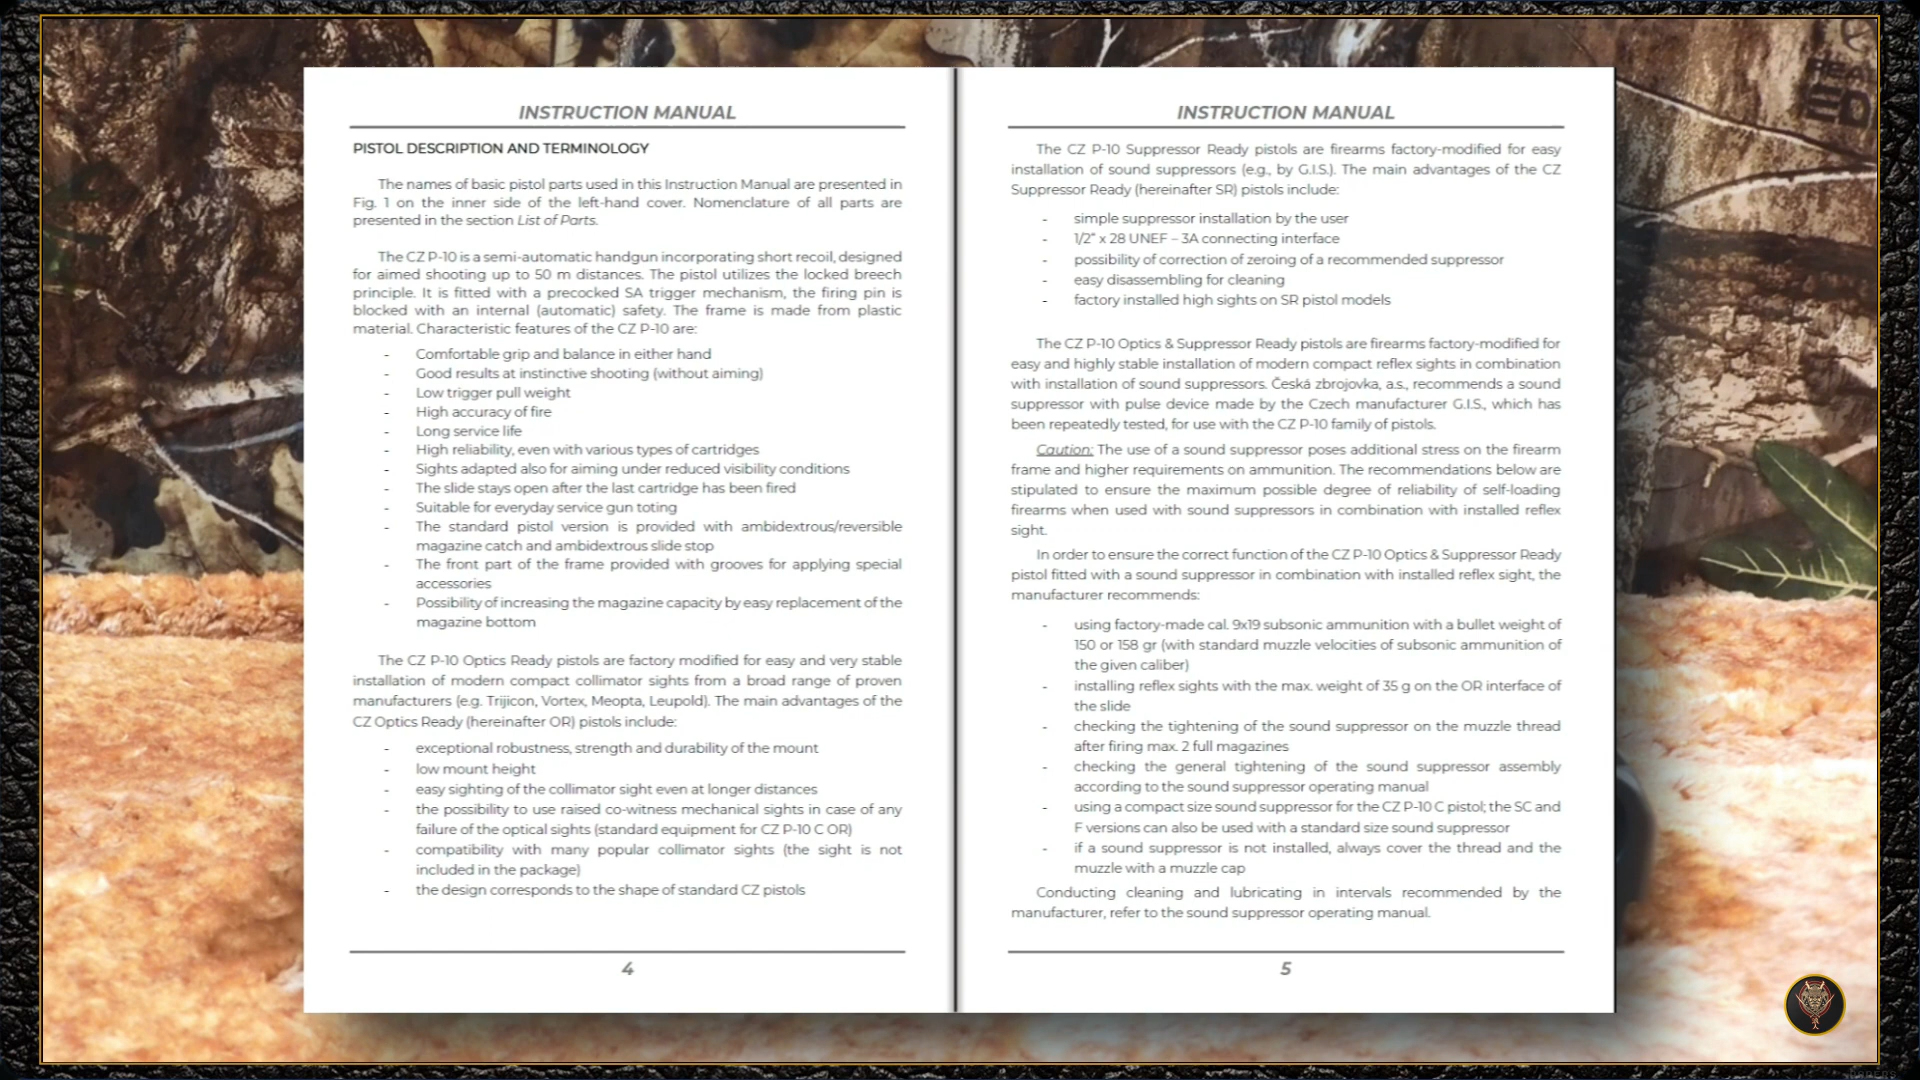 INSTRUCTION MANUAL
PISTOL DESCRIPTION AND TERMINOLOGY
The names of basic pistol parts used in this Instruction Manual are presented in
Fig. 1 on the inner side of the left-hand cover. Nomenclature of all parts are
presented in the section List of Parts.
The CZ P-10 is a semi-automatic handgun incorporating short recoil, designed
for aimed shooting up to 50 m distances. The pistol utilizes the locked breech
principle. It is fitted with a precocked SA trigger mechanism, the firing pin is
blocked with an internal (automatic) safety. The frame is made from plastic
material. Characteristic features of the CZ P-10 are:
- Comfortable grip and balance in either hand
- Good results at instinctive shooting (without aiming)
- Low trigger pull weight
- High accuracy of fire
- Long service life
- High reliability, even with various types of cartridges
- Sights adapted also for aiming under reduced visibility conditions
- The slide stays open after the last cartridge has been fired
- Suitable for everyday service gun toting
- The standard pistol version is provided with ambidextrous/reversible
magazine catch and ambidextrous slide stop
- The front part of the frame provided with grooves for applying special
accessories
- Possibility of increasing the magazine capacity by easy replacement of the
magazine bottom
The CZ P-10 Optics Ready pistols are factory modified for easy and very stable
installation of modern compact collimator sights from a broad range of proven
manufacturers (e.g. Trijicon, Vortex, Meopta, Leupold). The main advantages of the
CZ Optics Ready (hereinafter OR) pistols include:
- exceptional robustness, strength and durability of the mount
- low mount height
- easy sighting of the collimator sight even at longer distances
- the possibility to use raised co-witness mechanical sights in case of any
failure of the optical sights (standard equipment for CZ P-10 C OR)
- compatibility with many popular collimator sights (the sight is not
included in the package)
- the design corresponds to the shape of standard CZ pistols
4
INSTRUCTION MANUAL
The CZ P-10 Suppressor Ready pistols are firearms factory-modified for easy
installation of sound suppressors (e.g., by G.I.S.). The main advantages of the CZ
Suppressor Ready (hereinafter SR) pistols include:
- simple suppressor installation by the user
- 1/2" x 28 UNEF – 3A connecting interface
- possibility of correction of zeroing of a recommended suppressor
- easy disassembling for cleaning
- factory installed high sights on SR pistol models
The CZ P-10 Optics & Suppressor Ready pistols are firearms factory-modified for
easy and highly stable installation of modern compact reflex sights in combination
with installation of sound suppressors. Česká zbrojovka, a.s., recommends a sound
suppressor with pulse device made by the Czech manufacturer G.I.S., which has
been repeatedly tested, for use with the CZ P-10 family of pistols.
Caution: The use of a sound suppressor poses additional stress on the firearm
frame and higher requirements on ammunition. The recommendations below are
stipulated to ensure the maximum possible degree of reliability of self-loading
firearms when used with sound suppressors in combination with installed reflex
sight.
In order to ensure the correct function of the CZ P-10 Optics & Suppressor Ready
pistol fitted with a sound suppressor in combination with installed reflex sight, the
manufacturer recommends:
- using factory-made cal. 9x19 subsonic ammunition with a bullet weight of
150 or 158 gr (with standard muzzle velocities of subsonic ammunition of
the given caliber)
- installing reflex sights with the max. weight of 35 g on the OR interface of
the slide
- checking the tightening of the sound suppressor on the muzzle thread
after firing max. 2 full magazines
- checking the general tightening of the sound suppressor assembly
according to the sound suppressor operating manual
- using a compact size sound suppressor for the CZ P-10 C pistol; the SC and
F versions can also be used with a standard size sound suppressor
- if a sound suppressor is not installed, always cover the thread and the
muzzle with a muzzle cap
Conducting cleaning and lubricating in intervals recommended by the
manufacturer, refer to the sound suppressor operating manual.
5